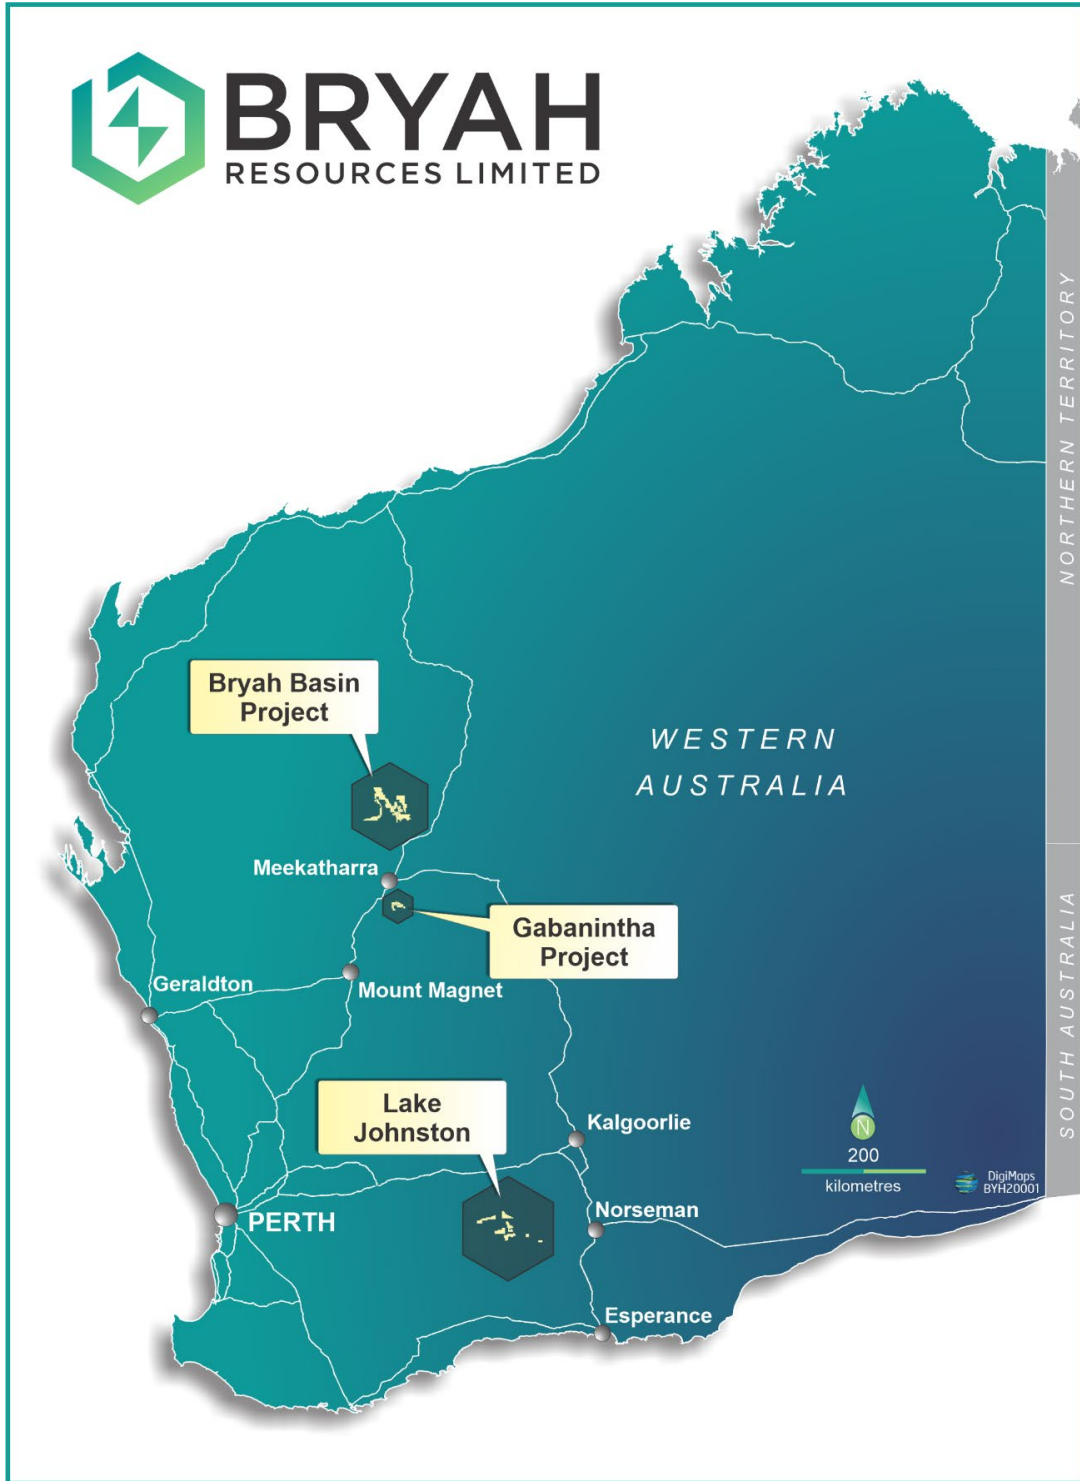 BRYAH
RESOURCES LIMITED
NORTHERN TERRITORY
Bryah Basin
Project
WESTERN
AUSTRALIA
Meekatharra
Gabanintha
Project
Geraldton
Mount Magnet
SOUTH AUSTRALIA
Lake
Johnston
Kalgoorlie
N
200
kilometres
DigiMaps
BYH20001
Norseman
PERTH
Esperance